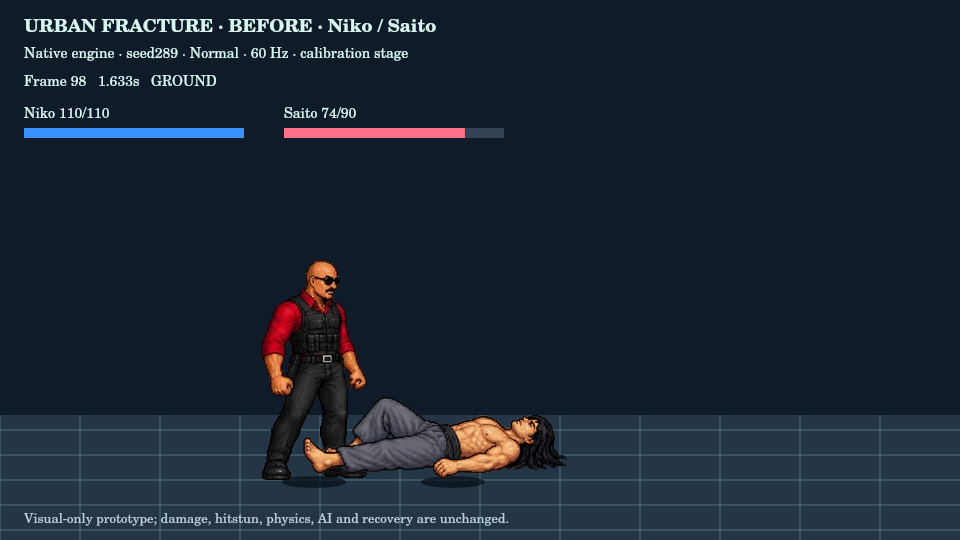 URBAN FRACTURE · BEFORE · Niko / Saito
Native engine · seed289 · Normal · 60 Hz · calibration stage
Frame 98 1.633s GROUND
Niko 110/110 Saito 74/90
Visual-only prototype; damage, hitstun, physics, AI and recovery are unchanged.